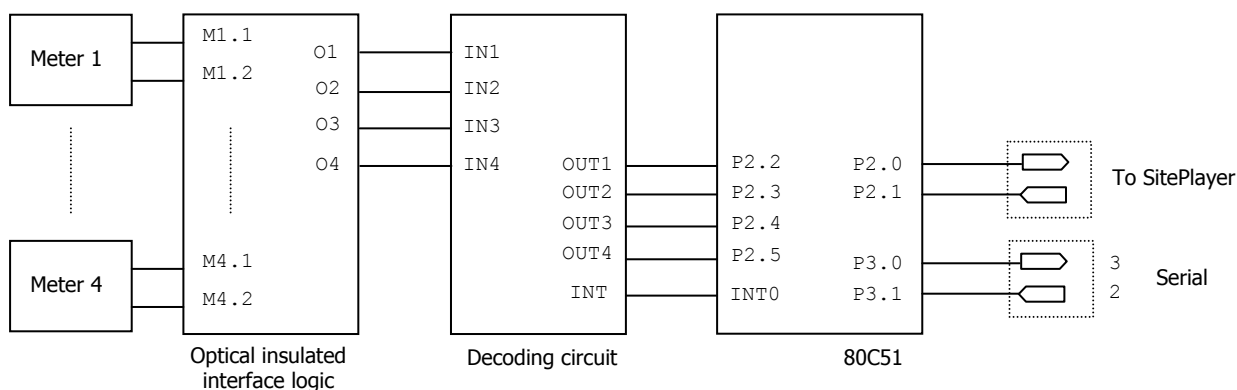 Meter 1
M1.1
M1.2
O1
O2
O3
O4
IN1
IN2
IN3
IN4
OUT1
OUT2
OUT3
OUT4
INT
P2.2
P2.3
P2.4
P2.5
INT0
P2.0
P2.1
P3.0
P3.1
To SitePlayer
3
2
Serial
Meter 4
M4.1
M4.2
Optical insulated
interface logic
Decoding circuit
80C51